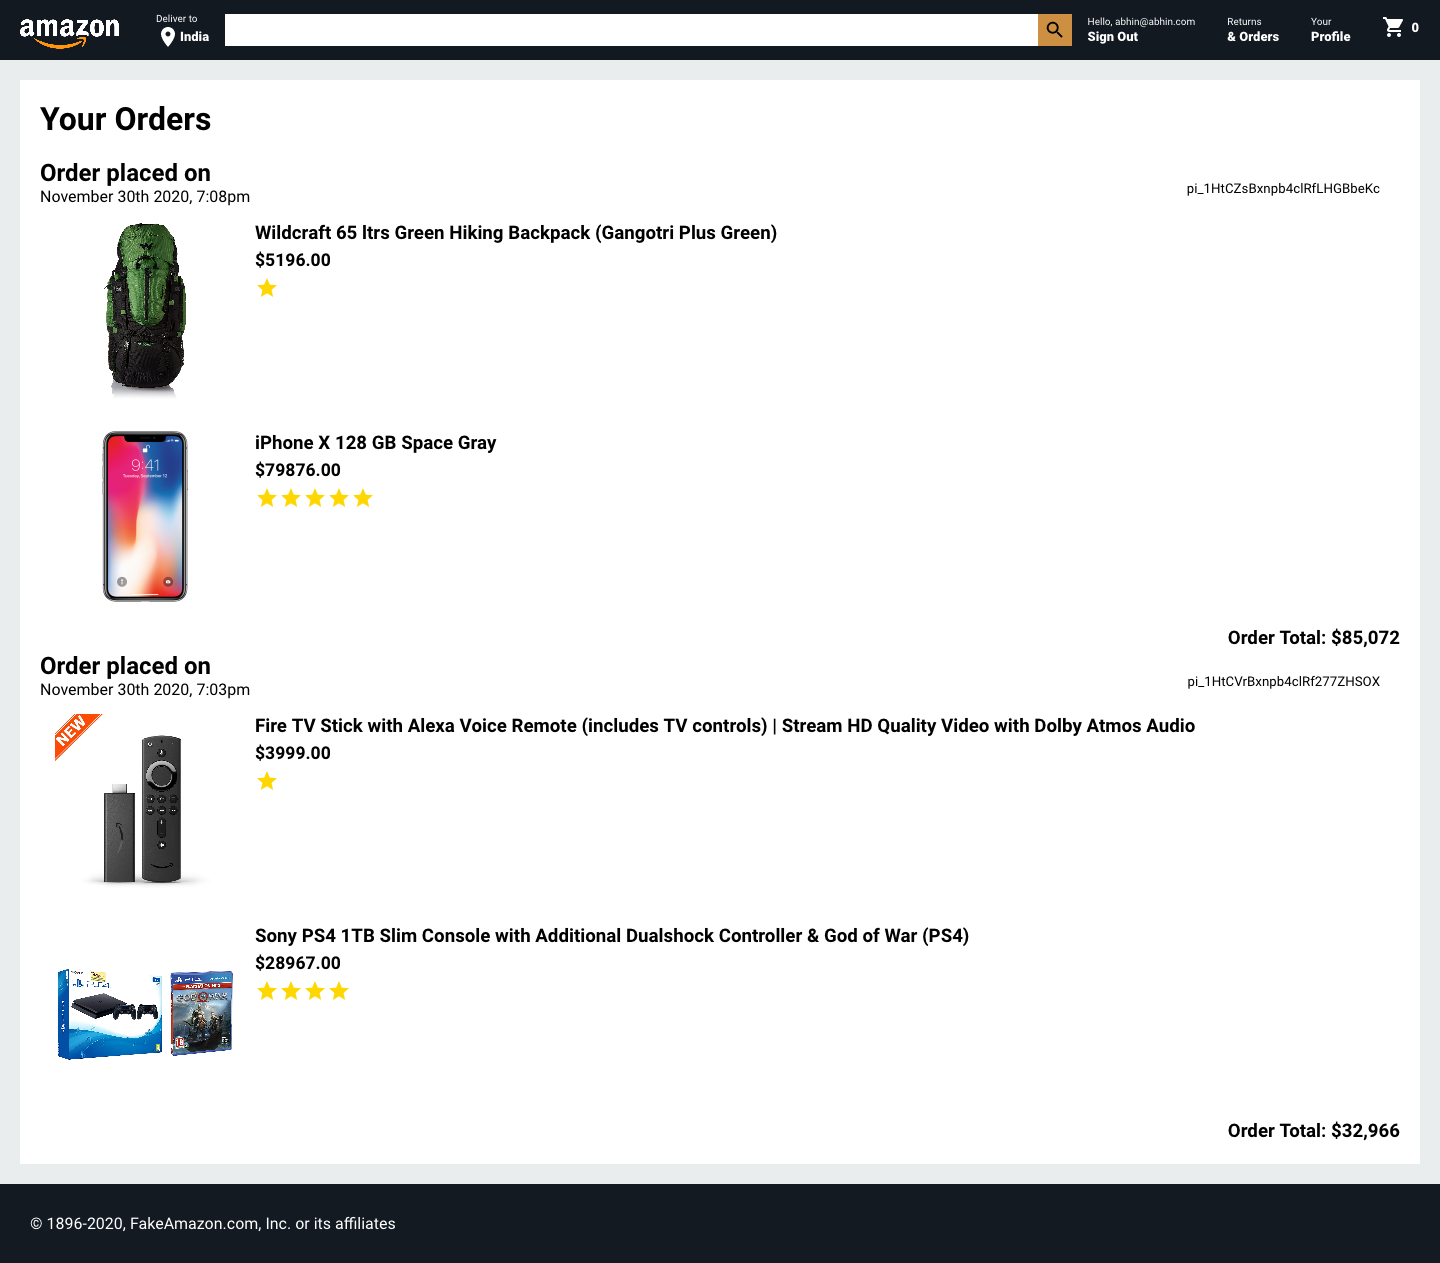 amazon
Deliver to
India
Hello, abhin@abhin.com
Sign Out
Returns
& Orders
Your
Profile
0
Your Orders
Order placed on
November 30th 2020, 7:08pm
pi_1HtCZsBxnpb4clRfLHGBbeKc
Wildcraft 65 ltrs Green Hiking Backpack (Gangotri Plus Green)
$5196.00
iPhone X 128 GB Space Gray
$79876.00
9:41
Tuesday, September 12
Order Total: $85,072
Order placed on
November 30th 2020, 7:03pm
pi_1HtCVrBxnpb4clRf277ZHSOX
NEW
Fire TV Stick with Alexa Voice Remote (includes TV controls) | Stream HD Quality Video with Dolby Atmos Audio
$3999.00
Sony PS4 1TB Slim Console with Additional Dualshock Controller & God of War (PS4)
$28967.00
Order Total: $32,966
© 1896-2020, FakeAmazon.com, Inc. or its affiliates